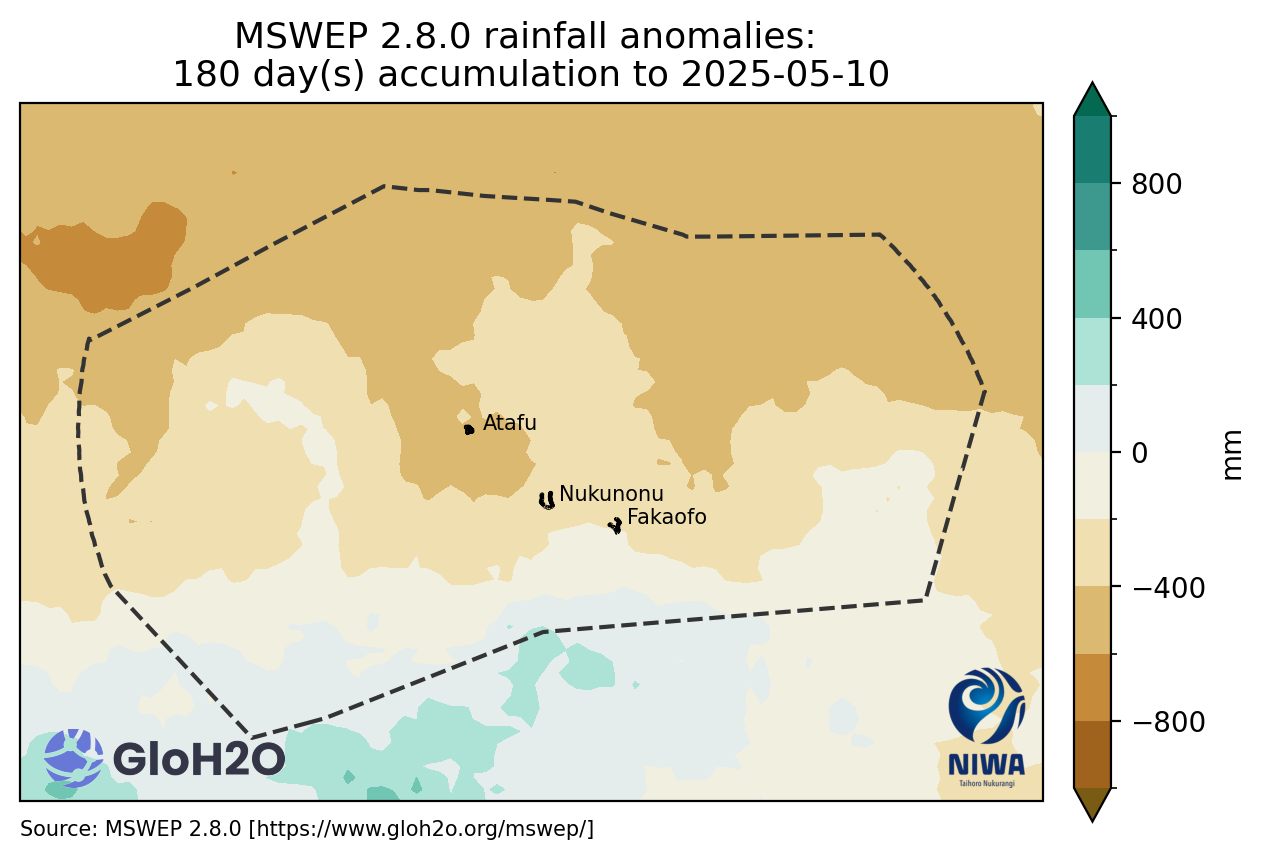 MSWEP 2.8.0 rainfall anomalies:
180 day(s) accumulation to 2025-05-10
800
400
0
−400
−800
mm
Atafu
Nukunonu
Fakaofo
GloH2O
NIWA
Taihoro Nukurangi
Source: MSWEP 2.8.0 [https://www.gloh2o.org/mswep/]